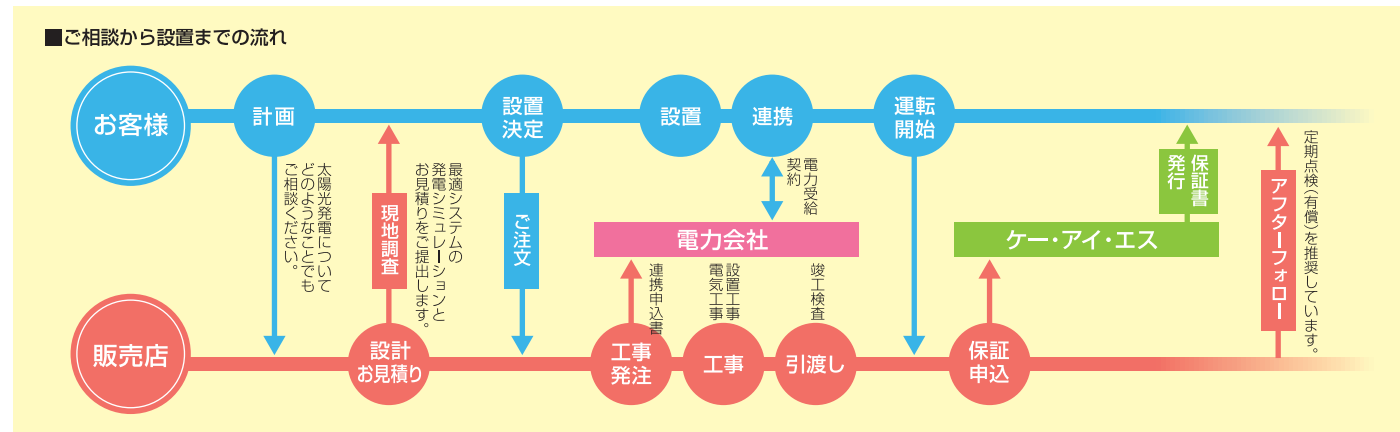 ■ご相談から設置までの流れ
お客様
計画
設置
決定
設置
連携
運転
開始
太陽光発電について
どのようなことでも
ご相談ください。
現地調査
最適システムの
発電シミュレーションと
お見積りをご提出します。
ご注文
電力受給
契約
電力会社
連携申込書
設置工事
電気工事
竣工検査
ケー・アイ・エス
保証書
発行
アフターフォロー
定期点検(有償)を推奨しています。
販売店
設計
お見積り
工事
発注
工事
引渡し
保証
申込